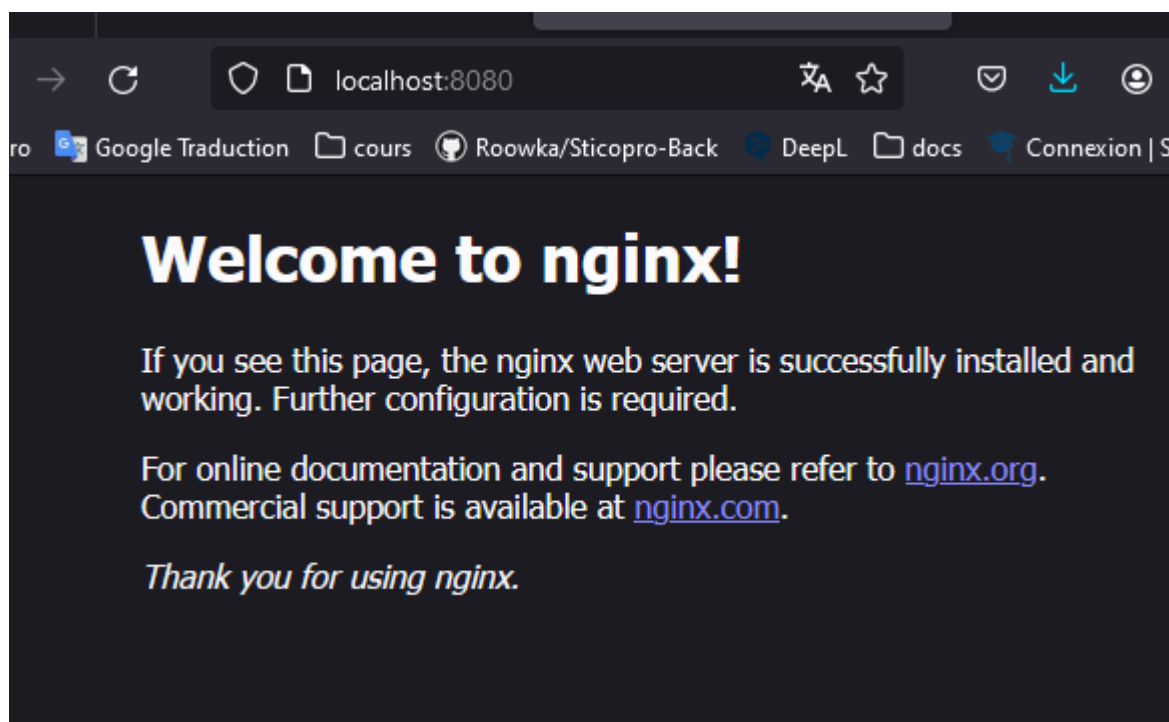 localhost:8080
ro Google Traduction cours Roowka/Sticopro-Back DeepL docs Connexion | S
Welcome to nginx!
If you see this page, the nginx web server is successfully installed and
working. Further configuration is required.
For online documentation and support please refer to nginx.org.
Commercial support is available at nginx.com.
Thank you for using nginx.